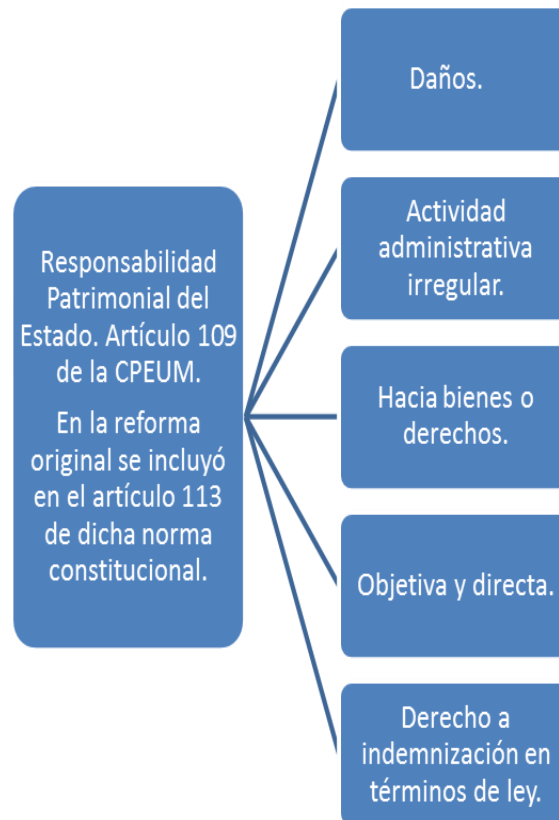 Responsabilidad
Patrimonial del
Estado. Artículo 109
de la CPEUM.
En la reforma
original se incluyó
en el artículo 113
de dicha norma
constitucional.
Daños.
Actividad
administrativa
irregular.
Hacia bienes o
derechos.
Objetiva y directa.
Derecho a
indemnización en
términos de ley.